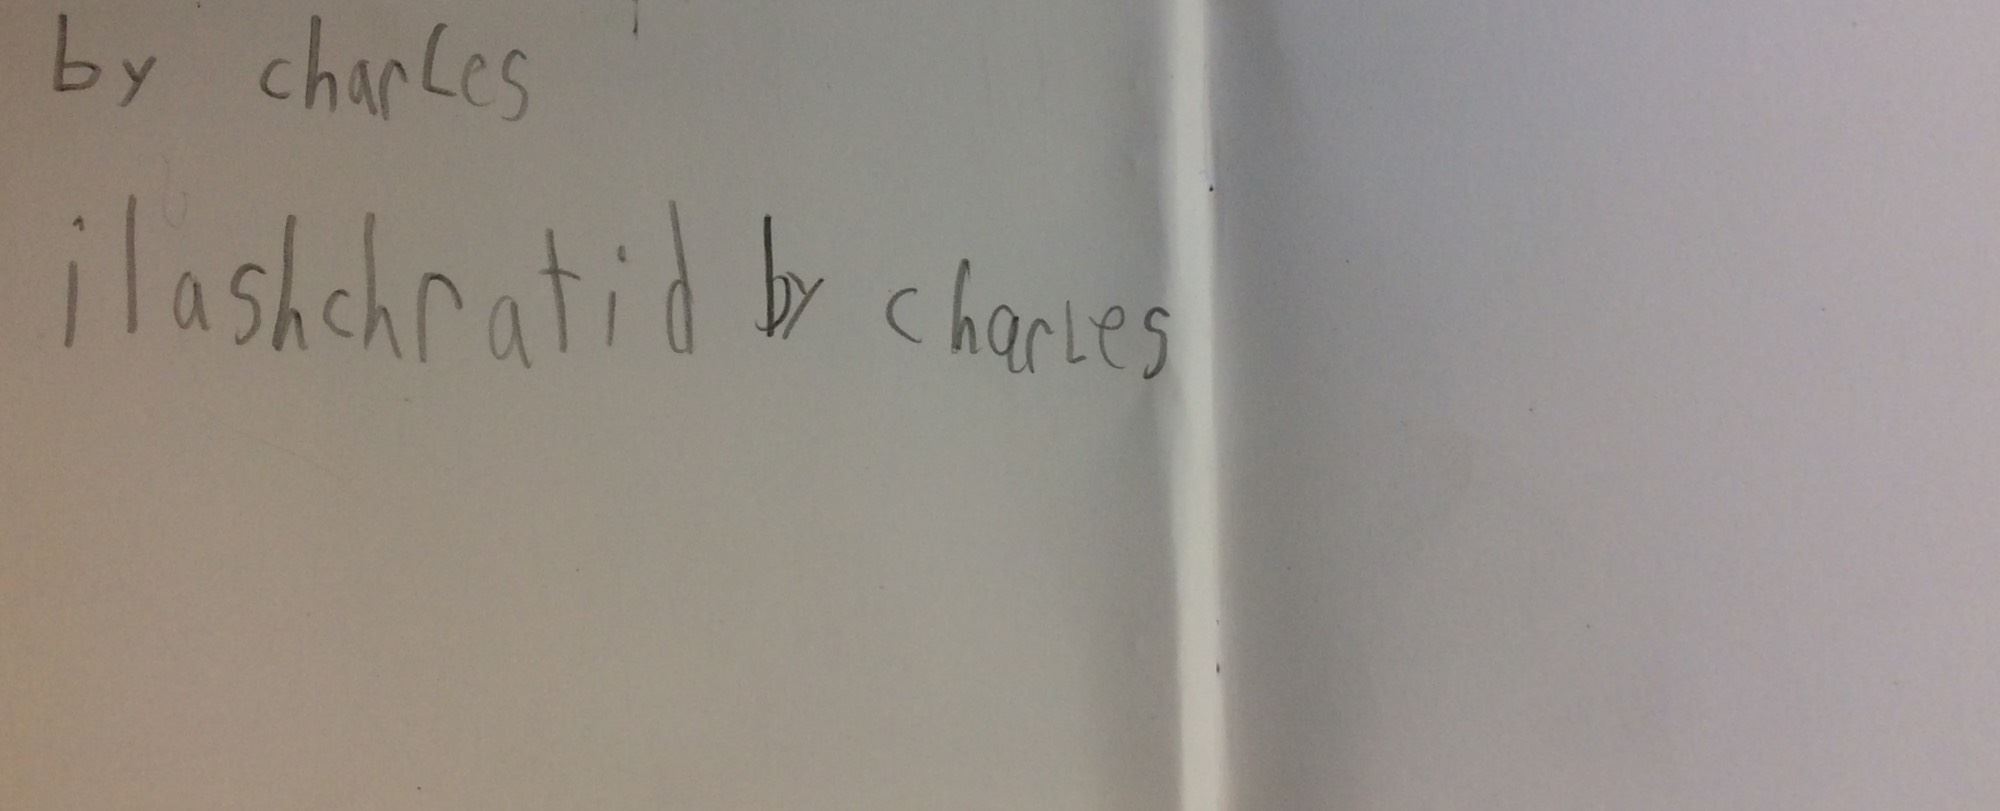 by charles
ilashchratid by charles